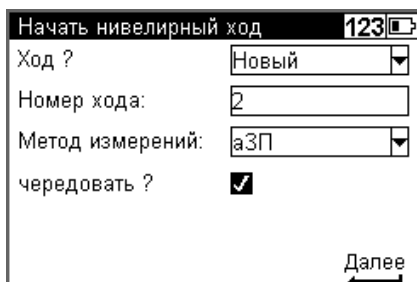 Начать нивелирный ход 123
Ход ? Новый
Номер хода: 2
Метод измерений: аЗП
чередовать ?
Далее